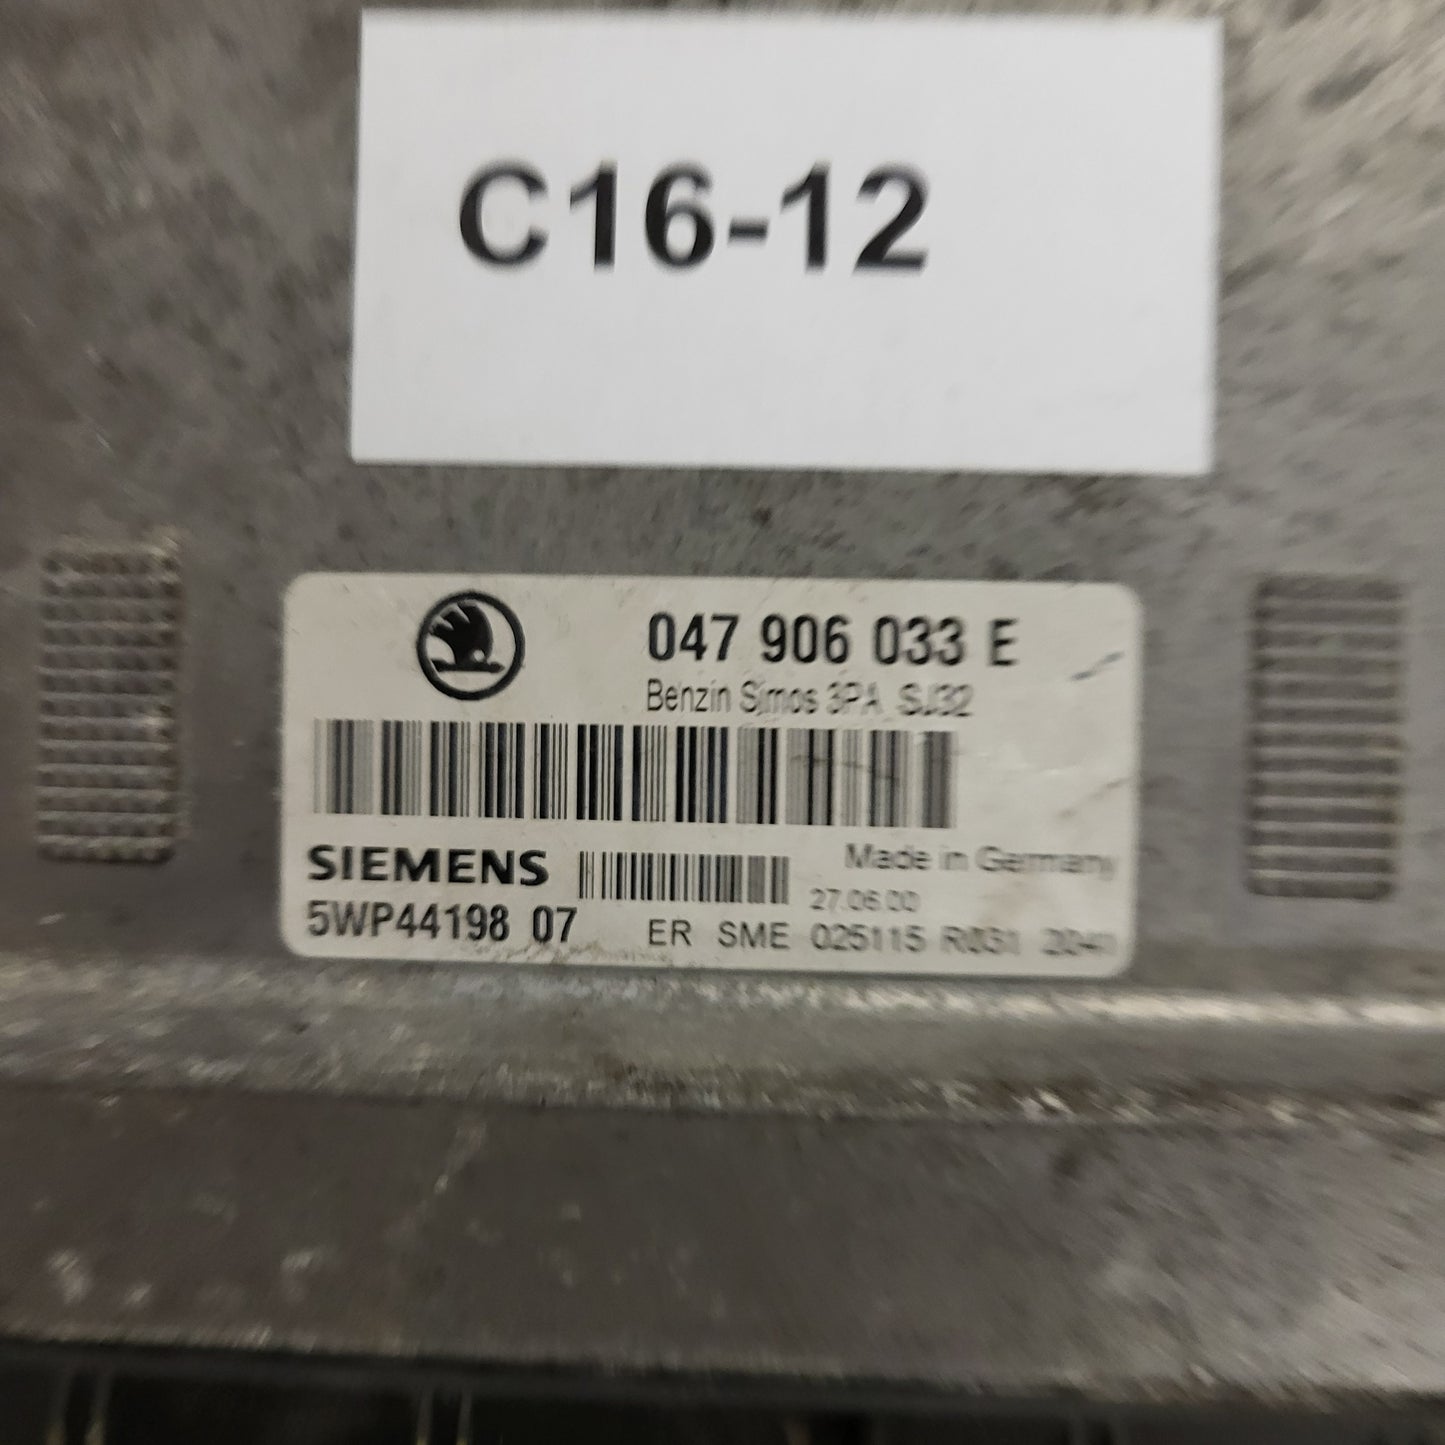 C16-12
047 906 033 E
Benzin Simos 3PA SJ32
SIEMENS
Made in Germany
27.06.00
5WP44198 07
ER SME 025115 R031